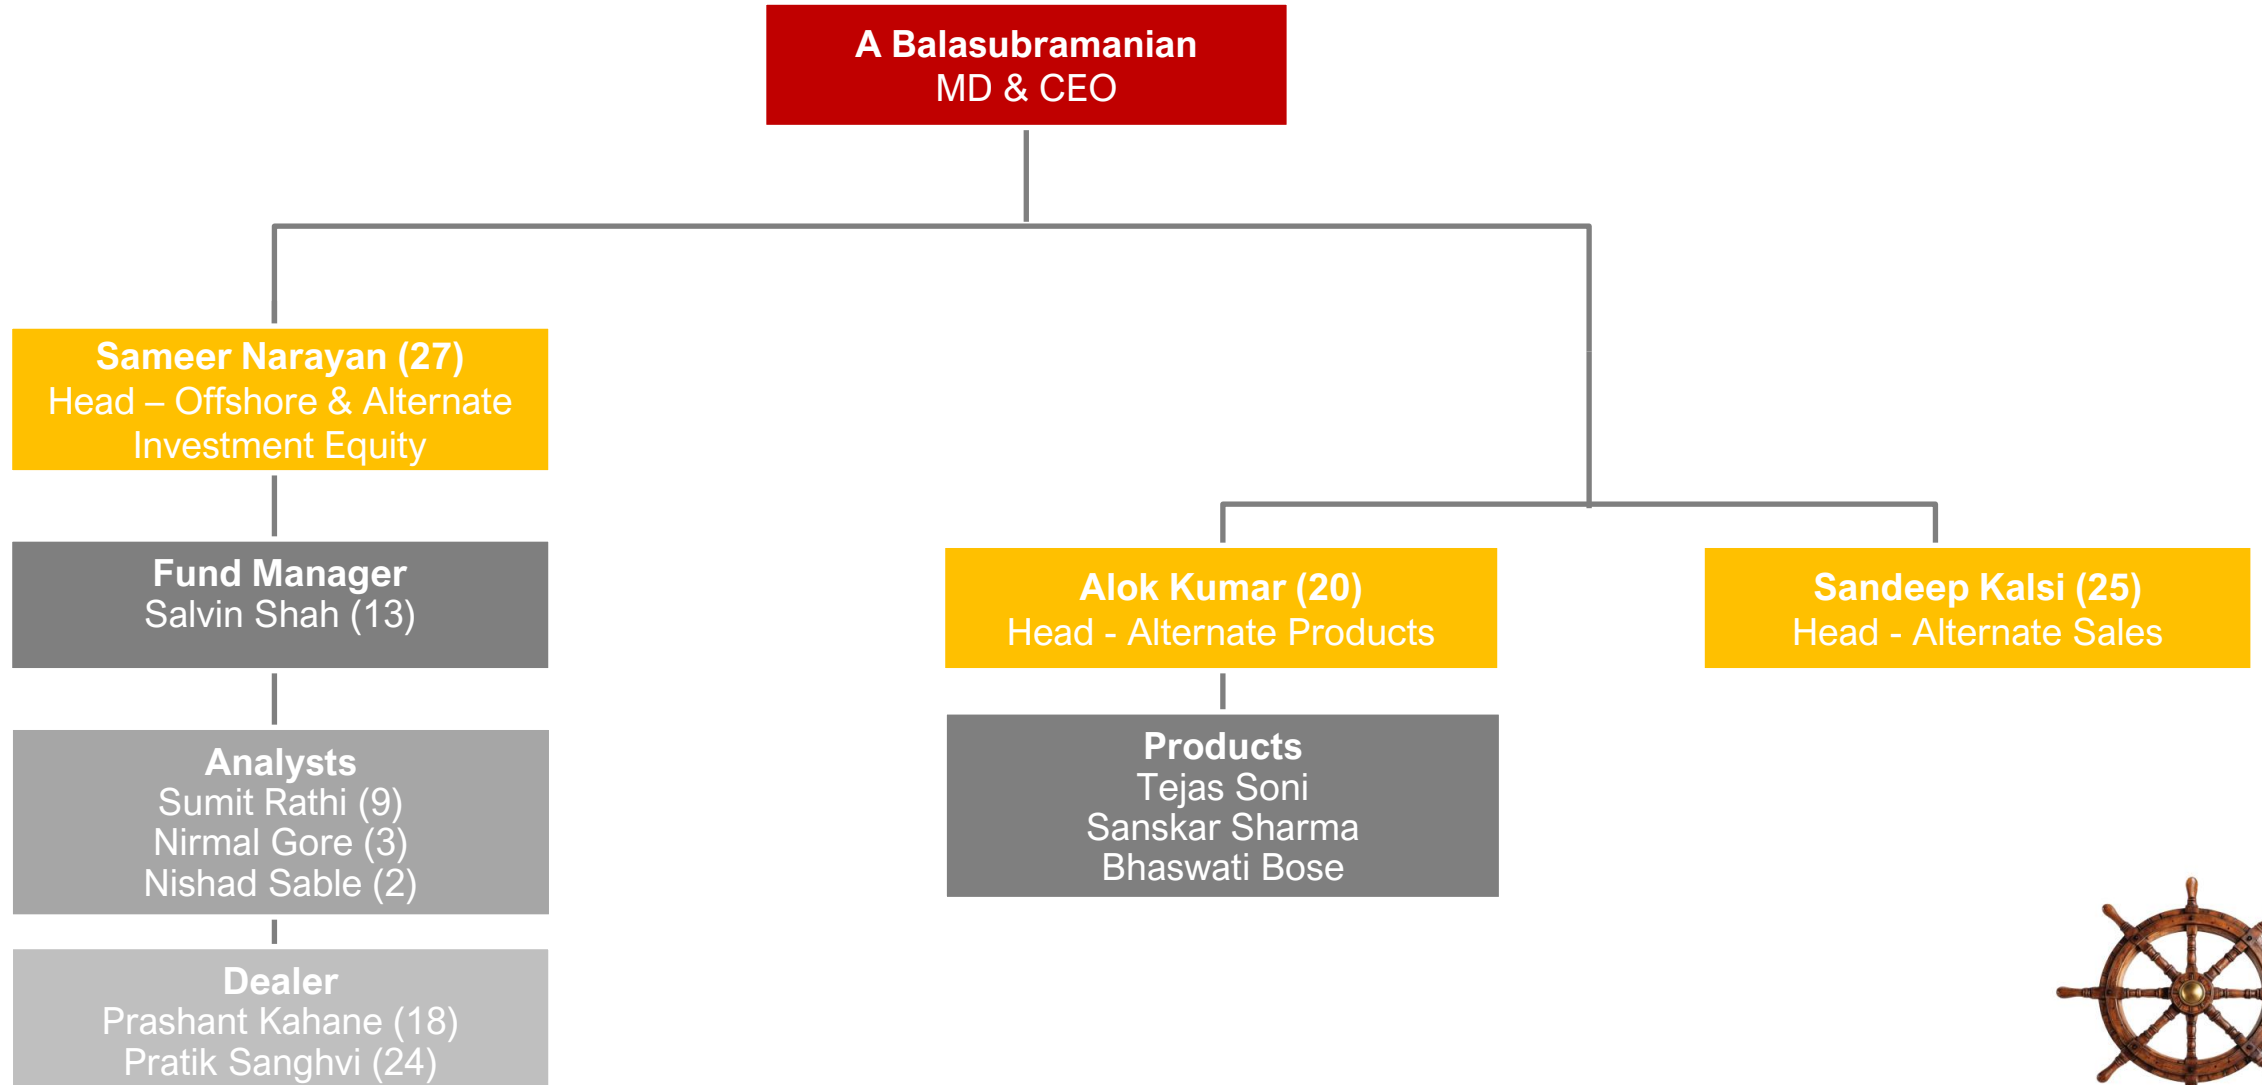 A Balasubramanian
MD & CEO
Sameer Narayan (27)
Head – Offshore & Alternate
Investment Equity
Fund Manager
Salvin Shah (13)
Analysts
Sumit Rathi (9)
Nirmal Gore (3)
Nishad Sable (2)
Dealer
Prashant Kahane (18)
Pratik Sanghvi (24)
Alok Kumar (20)
Head - Alternate Products
Products
Tejas Soni
Sanskar Sharma
Bhaswati Bose
Sandeep Kalsi (25)
Head - Alternate Sales